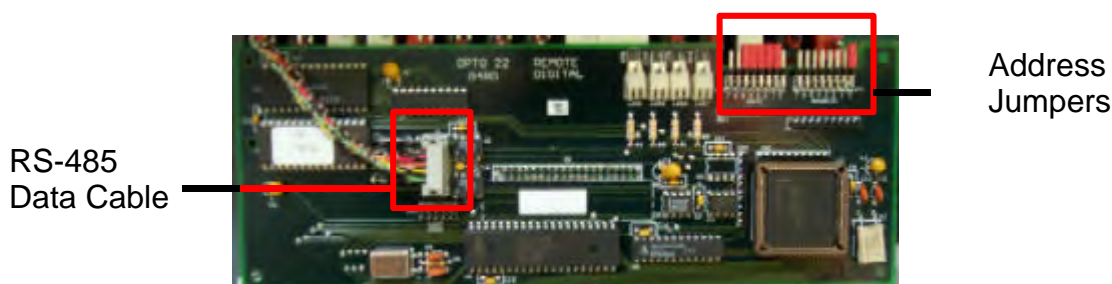 OPTO 22 REMOTE
DIGITAL
Address
Jumpers
RS-485
Data Cable